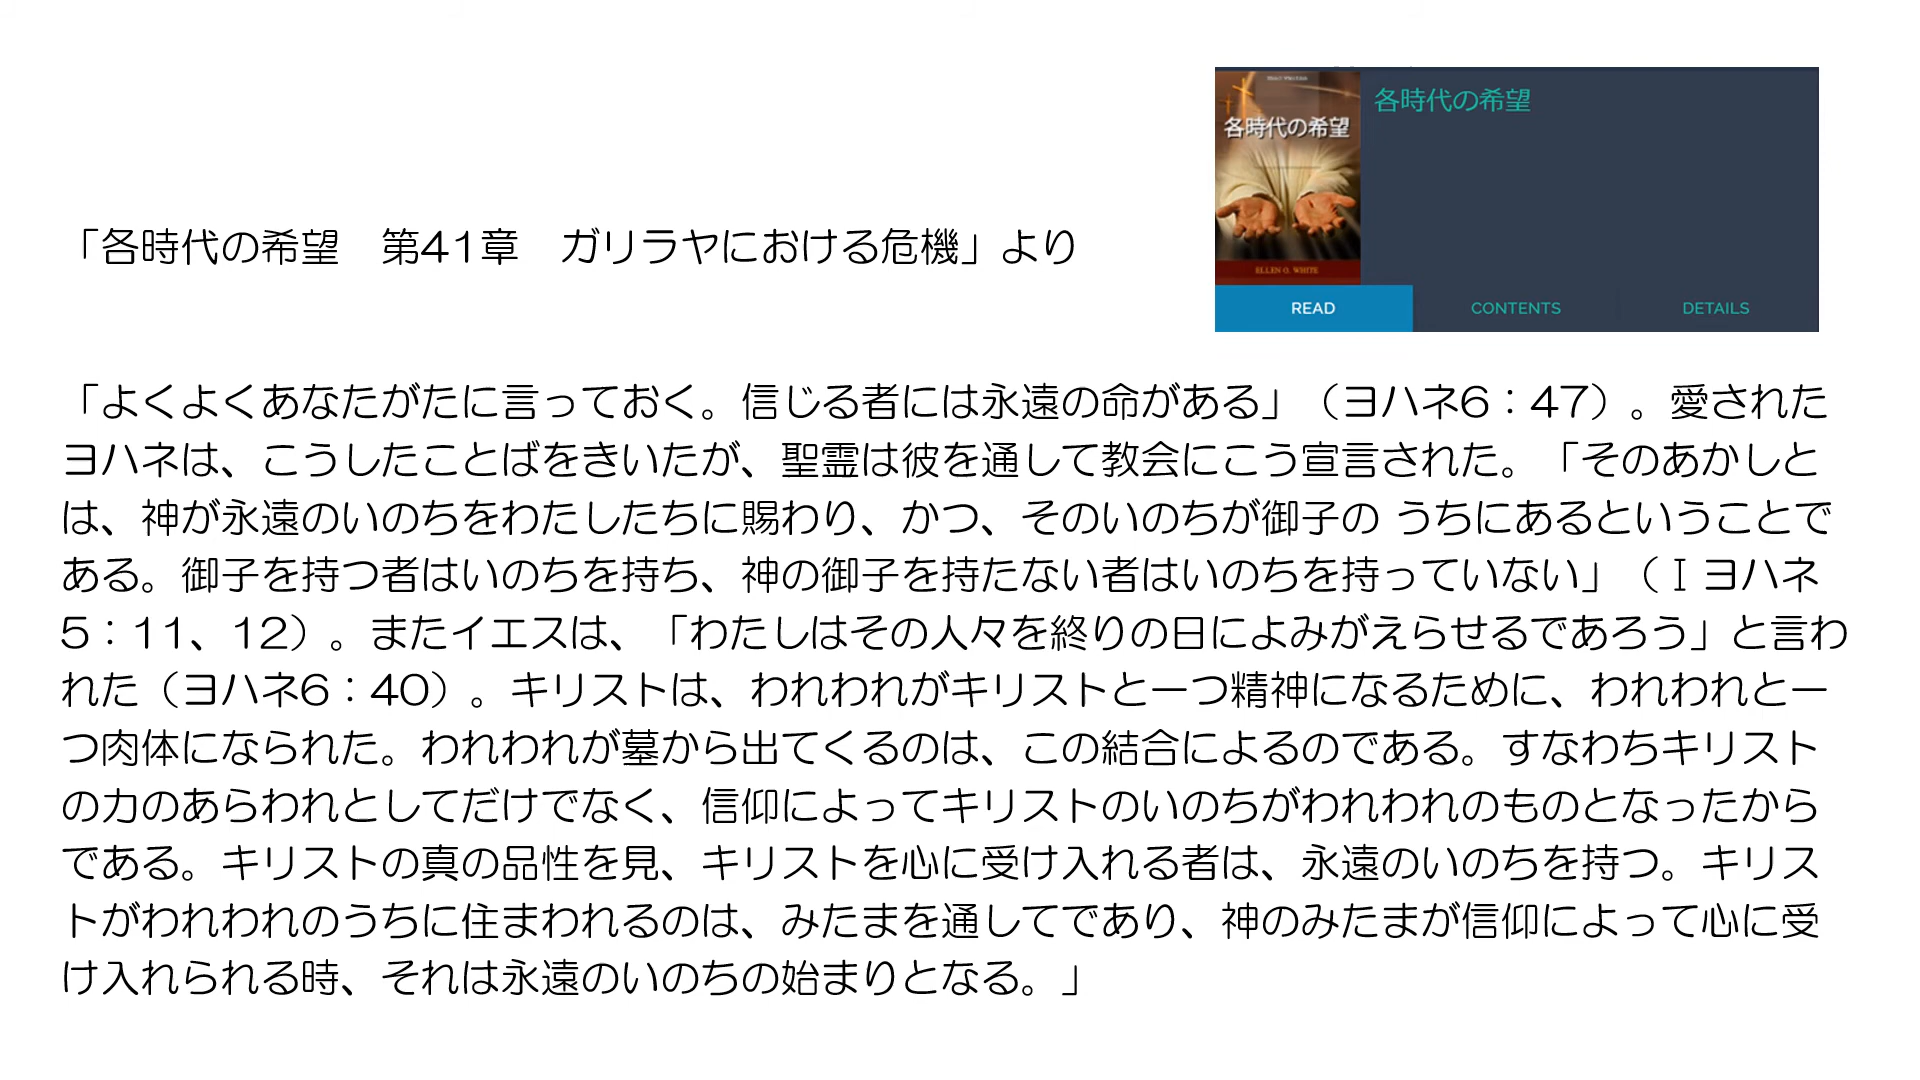 各時代の希望
各時代の希望
ELLEN G. WHITE
READ
CONTENTS
DETAILS
「各時代の希望　第41章　ガリラヤにおける危機」より
「よくよくあなたがたに言っておく。信じる者には永遠の命がある」（ヨハネ6：47）。愛された
ヨハネは、こうしたことばをきいたが、聖霊は彼を通して教会にこう宣言された。「そのあかしと
は、神が永遠のいのちをわたしたちに賜わり、かつ、そのいのちが御子の うちにあるということで
ある。御子を持つ者はいのちを持ち、神の御子を持たない者はいのちを持っていない」（Ⅰヨハネ
5：11、12）。またイエスは、「わたしはその人々を終りの日によみがえらせるであろう」と言わ
れた（ヨハネ6：40）。キリストは、われわれがキリストと一つ精神になるために、われわれと一
つ肉体になられた。われわれが墓から出てくるのは、この結合によるのである。すなわちキリスト
の力のあらわれとしてだけでなく、信仰によってキリストのいのちがわれわれのものとなったから
である。キリストの真の品性を見、キリストを心に受け入れる者は、永遠のいのちを持つ。キリス
トがわれわれのうちに住まわれるのは、みたまを通してであり、神のみたまが信仰によって心に受
け入れられる時、それは永遠のいのちの始まりとなる。」